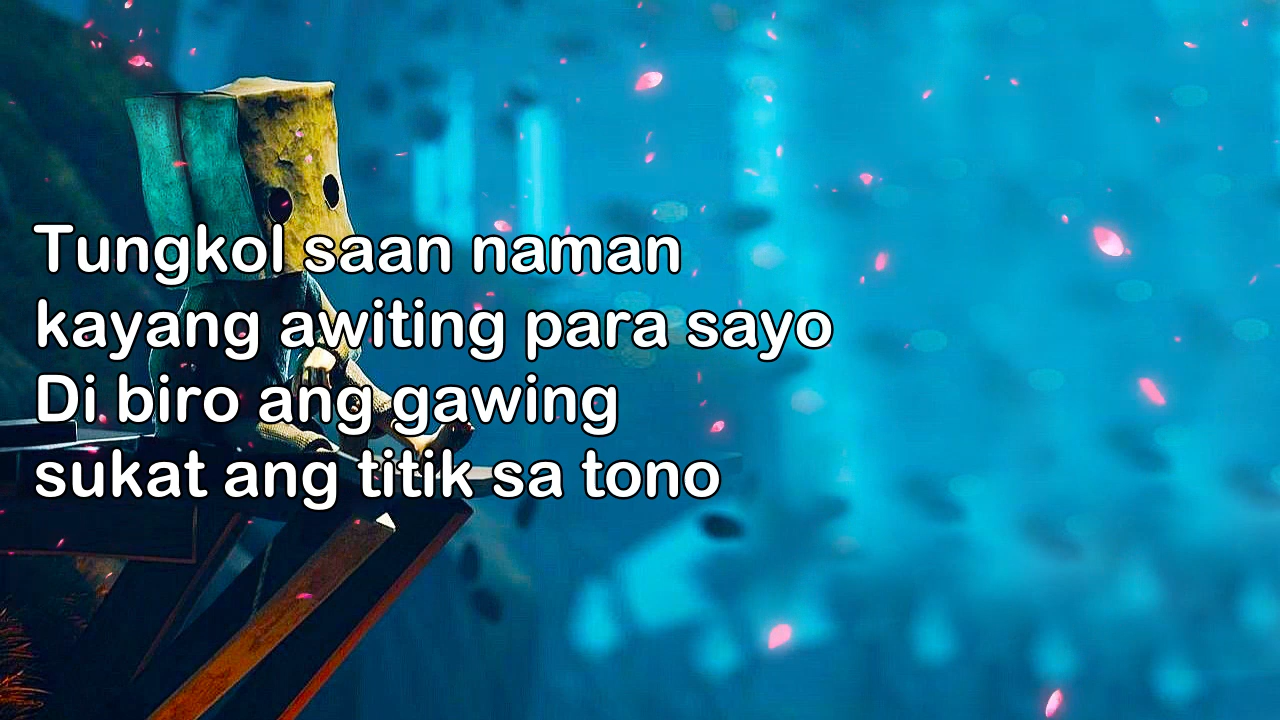 Tungkol saan naman
kayang awiting para sayo
Di biro ang gawing
sukat ang titik sa tono